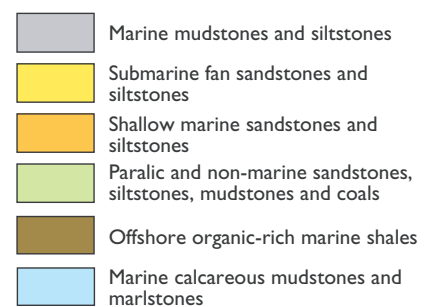 Marine mudstones and siltstones
Submarine fan sandstones and
siltstones
Shallow marine sandstones and
siltstones
Paralic and non-marine sandstones,
siltstones, mudstones and coals
Offshore organic-rich marine shales
Marine calcareous mudstones and
marlstones